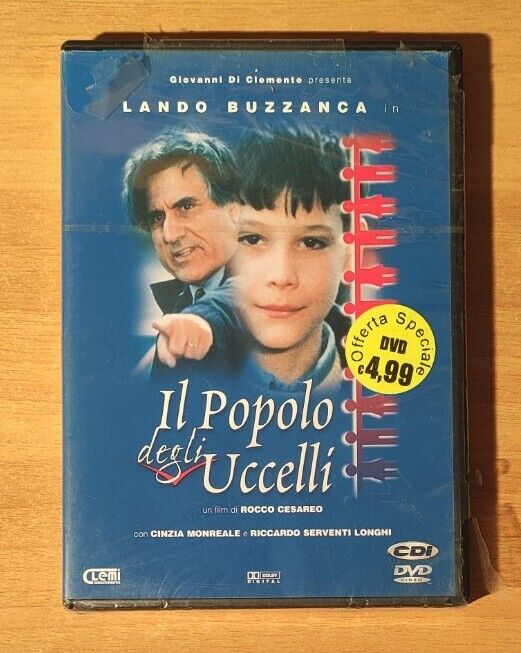 Giovanni Di Clemente presenta
LANDO BUZZANCA in
Offerta Speciale
DVD
€4,99
Il Popolo
degli
Uccelli
un film di ROCCO CESAREO
con CINZIA MONREALE e RICCARDO SERVENTI LONGHI
Clemi
DOLBY
DIGITAL
CDI
DVD
VIDEO